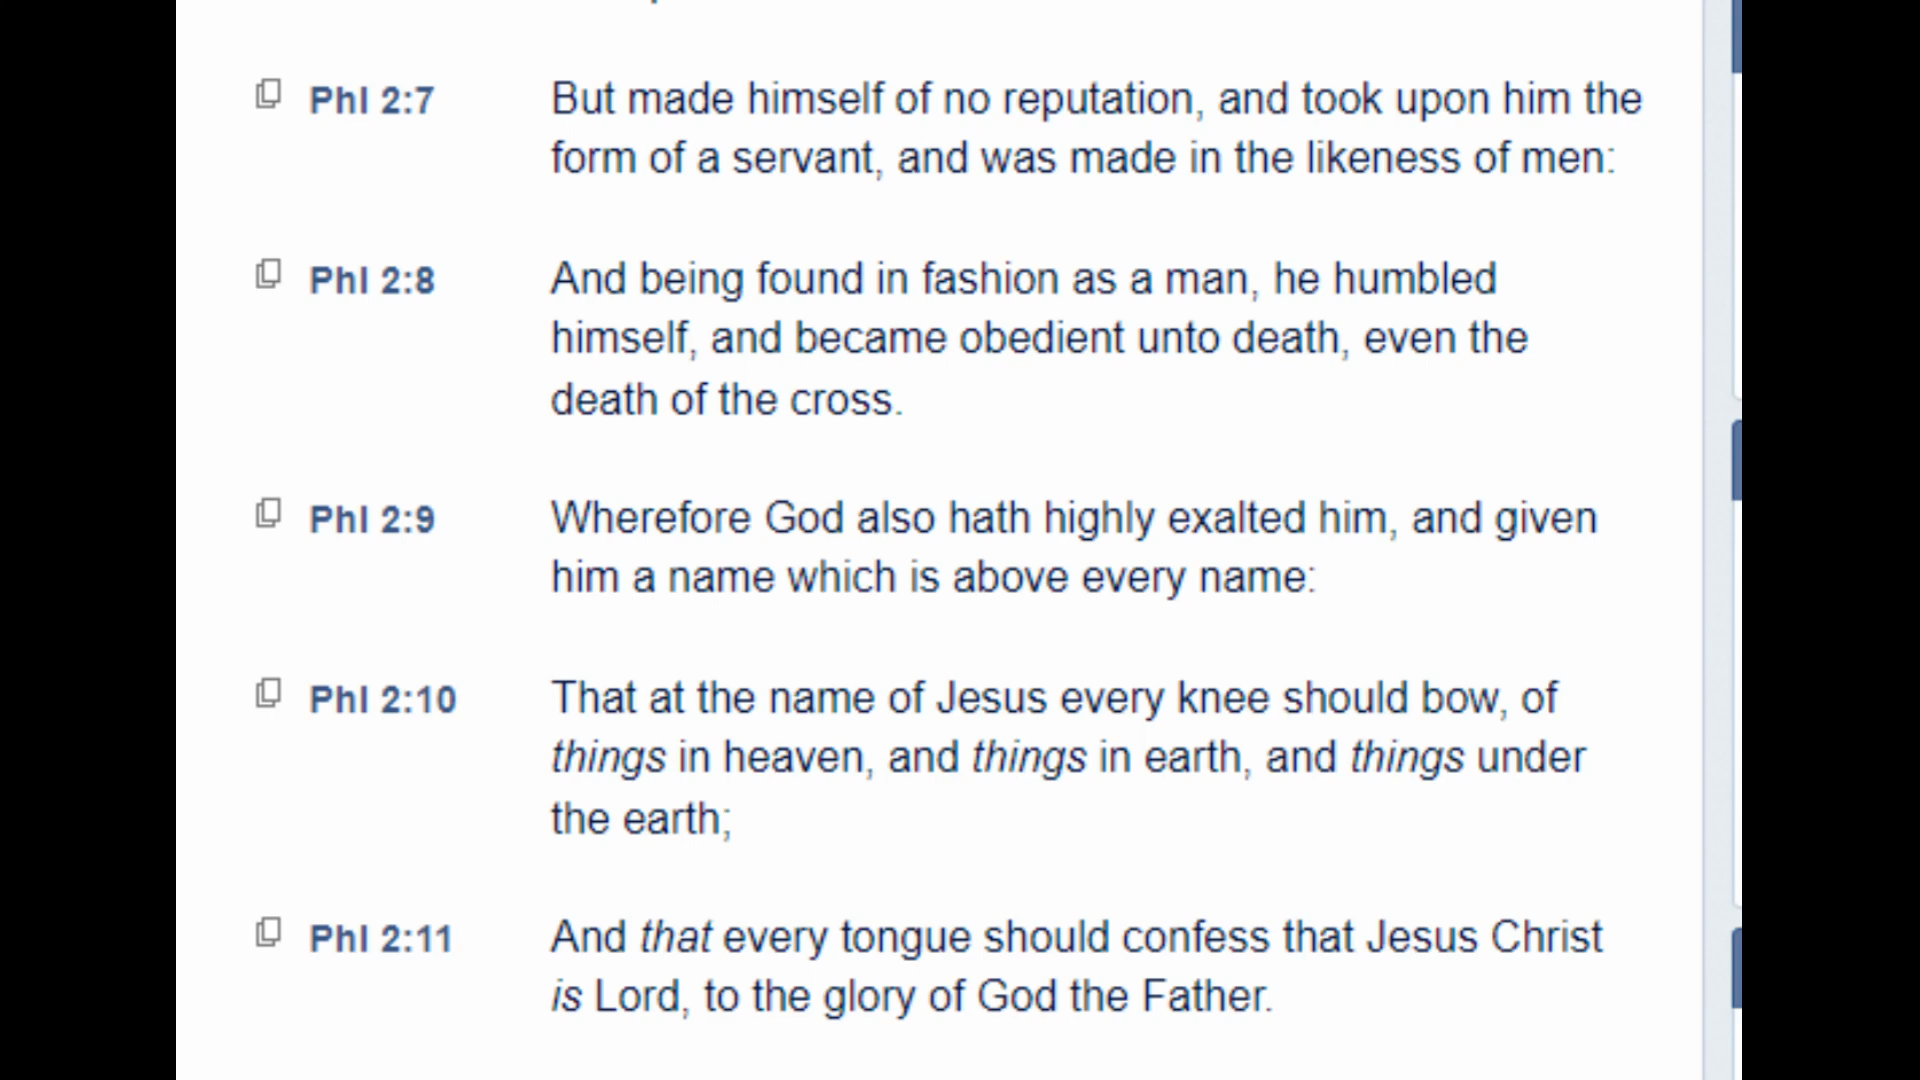 Phl 2:7 But made himself of no reputation, and took upon him the
form of a servant, and was made in the likeness of men:
Phl 2:8 And being found in fashion as a man, he humbled
himself, and became obedient unto death, even the
death of the cross.
Phl 2:9 Wherefore God also hath highly exalted him, and given
him a name which is above every name:
Phl 2:10 That at the name of Jesus every knee should bow, of
things in heaven, and things in earth, and things under
the earth;
Phl 2:11 And that every tongue should confess that Jesus Christ
is Lord, to the glory of God the Father.